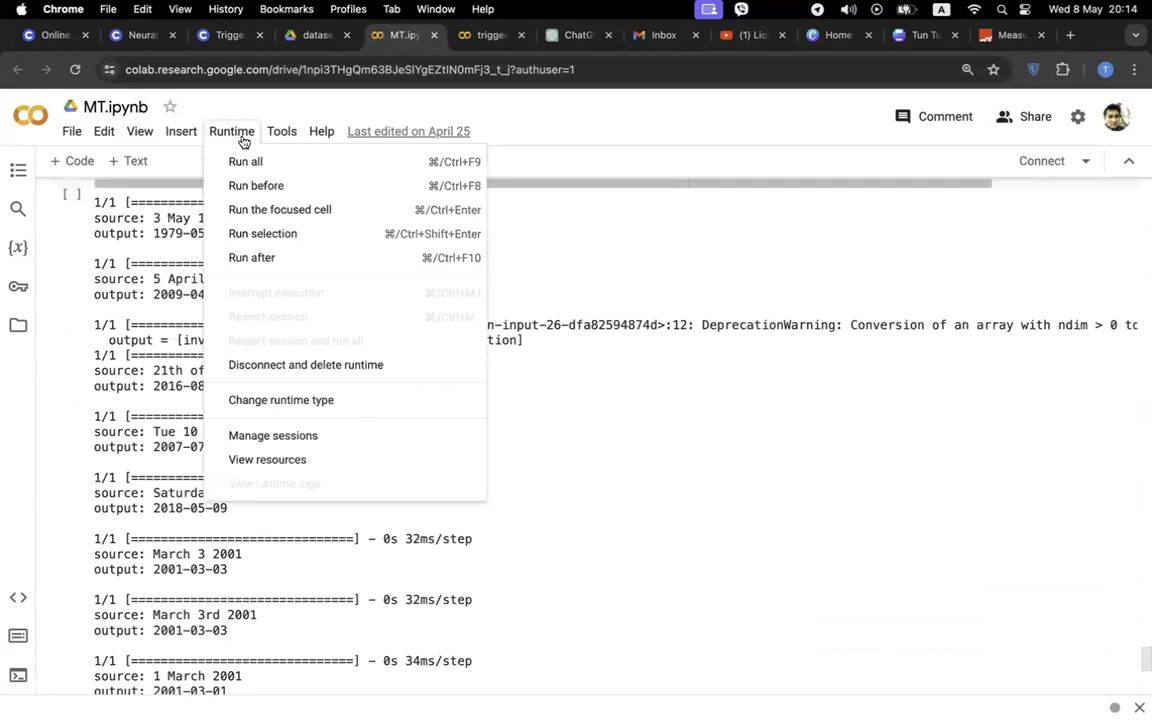 Chrome File Edit View History Bookmarks Profiles Tab Window Help A Wed 8 May 20:14
Online Neural Trigge datase MT.ipy trigger ChatG Inbox (1) Lio Home Tun Tu Measu
colab.research.google.com/drive/1npi3THgQm63BJeSlYgEZtlN0mFj3_t_j?authuser=1 T
MT.ipynb
Comment Share
File Edit View Insert Runtime Tools Help Last edited on April 25
+ Code + Text Connect
Run all ⌘/Ctrl+F9
Run before ⌘/Ctrl+F8
Run the focused cell ⌘/Ctrl+Enter
Run selection ⌘/Ctrl+Shift+Enter
Run after ⌘/Ctrl+F10
Interrupt execution ⌘/Ctrl+M I
Restart session ⌘/Ctrl+M
Restart session and run all
Disconnect and delete runtime
Change runtime type
Manage sessions
View resources
View runtime logs
[ ]
{x}
1/1 [==========
source: 3 May 1
output: 1979-05
1/1 [==========
source: 5 April
output: 2009-04
1/1 [========== n-input-26-dfa82594874d>:12: DeprecationWarning: Conversion of an array with ndim > 0 to
output = [inv tion]
1/1 [==========
source: 21th of
output: 2016-08
1/1 [==========
source: Tue 10
output: 2007-07
1/1 [==========
source: Saturda
output: 2018-05-09
1/1 [==============================] - 0s 32ms/step
source: March 3 2001
output: 2001-03-03
1/1 [==============================] - 0s 32ms/step
source: March 3rd 2001
output: 2001-03-03
1/1 [==============================] - 0s 34ms/step
source: 1 March 2001
output: 2001-03-01